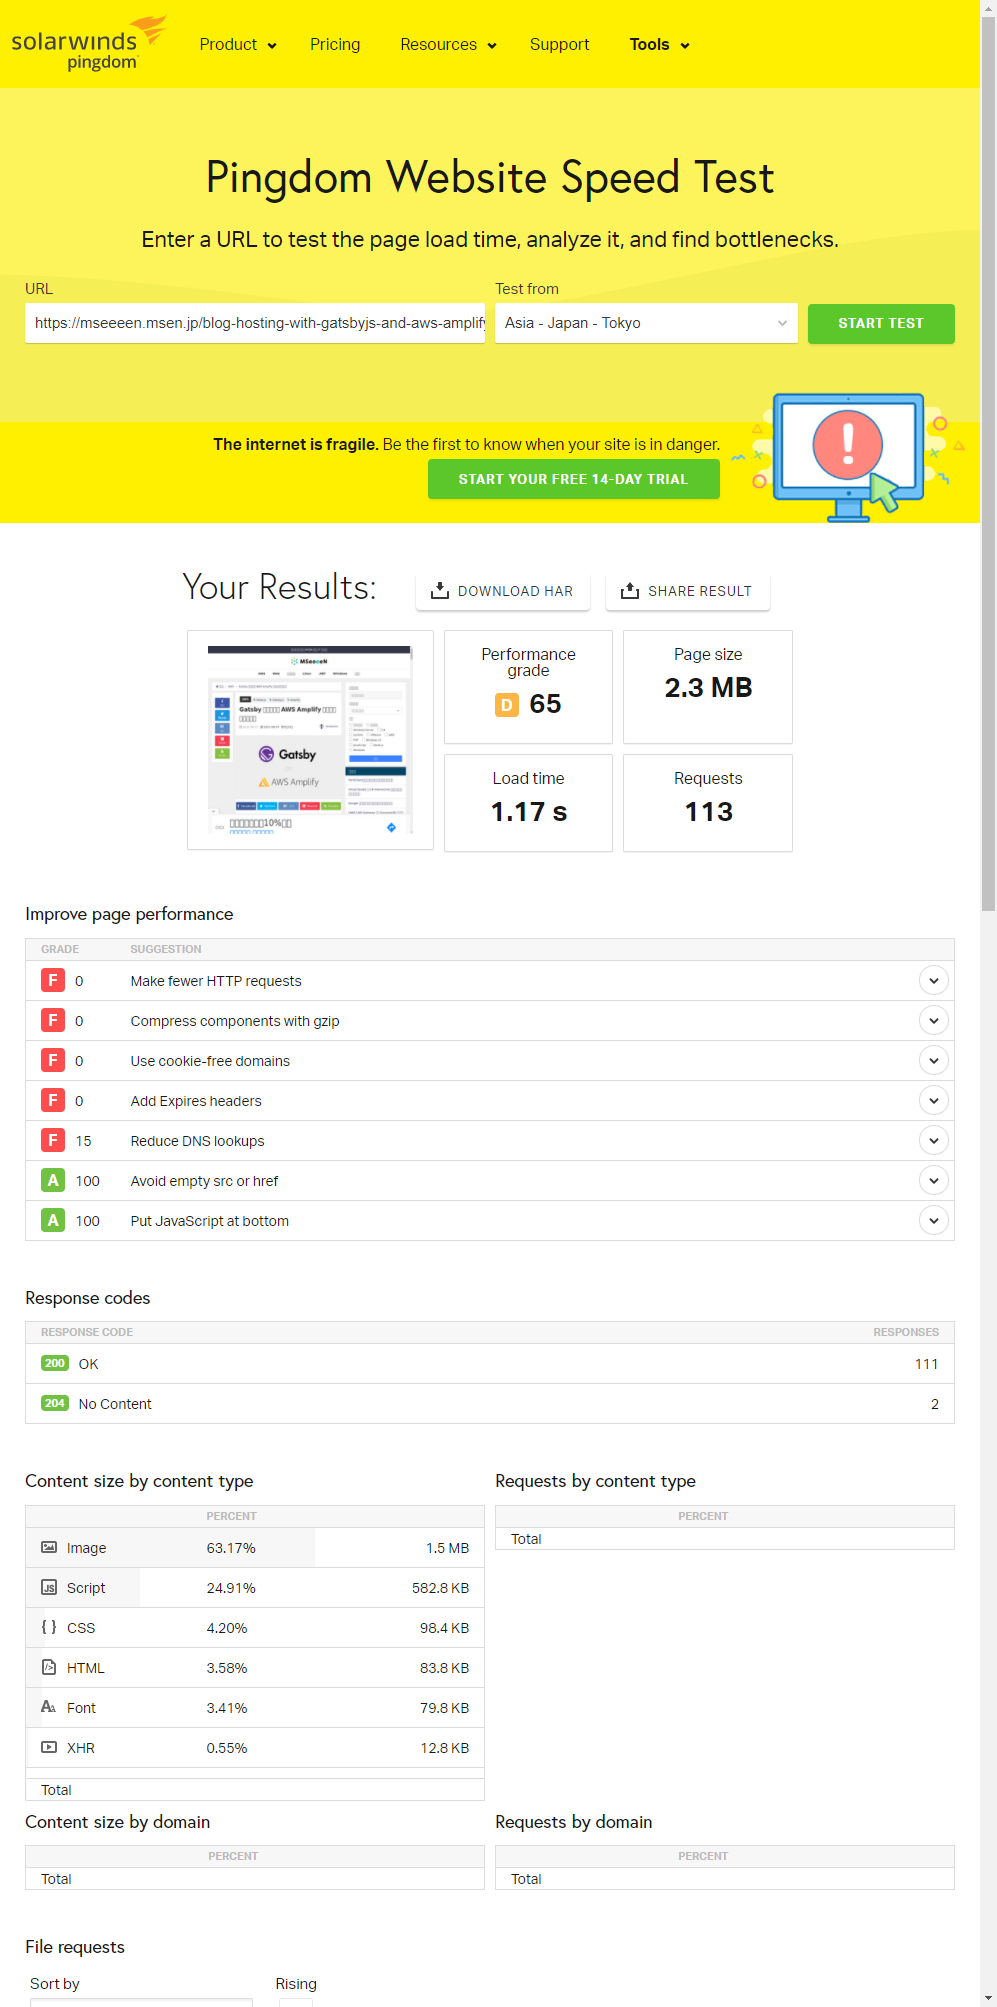 solarwinds
pingdom
Product
Pricing
Resources
Support
Tools
Pingdom Website Speed Test
Enter a URL to test the page load time, analyze it, and find bottlenecks.
URL
Test from
https://mseeeen.msen.jp/blog-hosting-with-gatsbyjs-and-aws-amplify
Asia - Japan - Tokyo
START TEST
The internet is fragile. Be the first to know when your site is in danger.
START YOUR FREE 14-DAY TRIAL
Your Results:
DOWNLOAD HAR
SHARE RESULT
MSeeeeN
Gatsby
AWS Amplify
Gatsby
AWS Amplify
10%
Performance
grade
D 65
Page size
2.3 MB
Load time
1.17 s
Requests
113
Improve page performance
GRADE SUGGESTION
F 0 Make fewer HTTP requests
F 0 Compress components with gzip
F 0 Use cookie-free domains
F 0 Add Expires headers
F 15 Reduce DNS lookups
A 100 Avoid empty src or href
A 100 Put JavaScript at bottom
Response codes
RESPONSE CODE RESPONSES
200 OK 111
204 No Content 2
Content size by content type
PERCENT
Image 63.17% 1.5 MB
JS Script 24.91% 582.8 KB
{ } CSS 4.20% 98.4 KB
HTML 3.58% 83.8 KB
Font 3.41% 79.8 KB
XHR 0.55% 12.8 KB
Total
Requests by content type
PERCENT
Total
Content size by domain
PERCENT
Total
Requests by domain
PERCENT
Total
File requests
Sort by
Rising